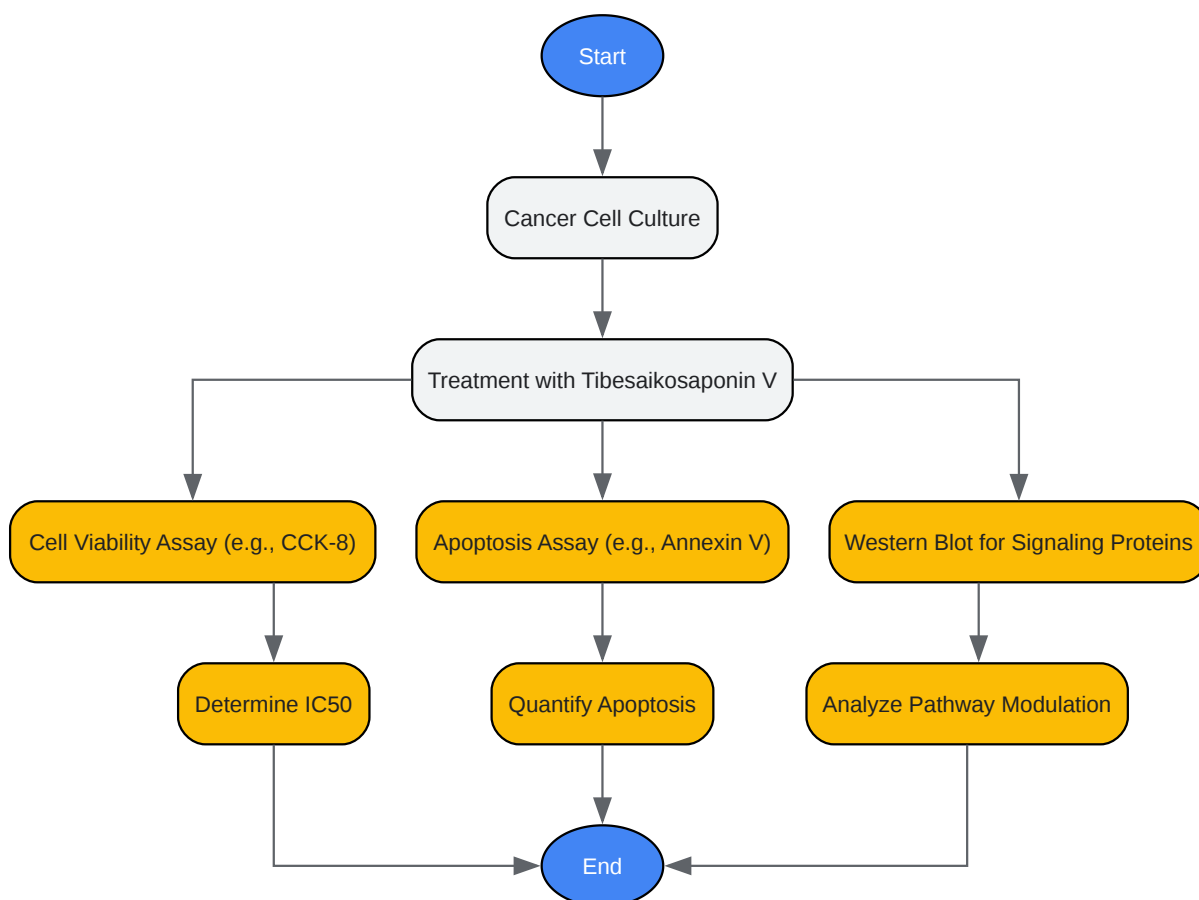 Start
Cancer Cell Culture
Treatment with Tibesaikosaponin V
Cell Viability Assay (e.g., CCK-8)
Apoptosis Assay (e.g., Annexin V)
Western Blot for Signaling Proteins
Determine IC50
Quantify Apoptosis
Analyze Pathway Modulation
End